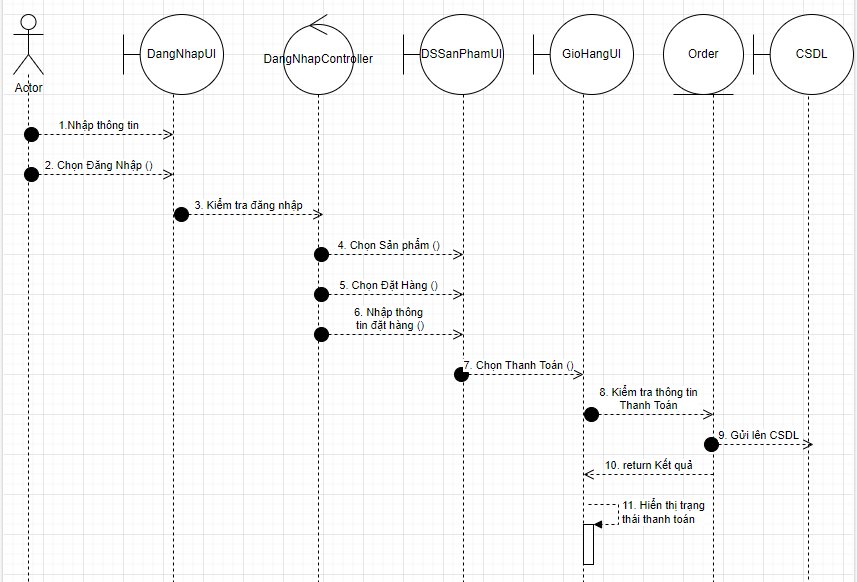 Actor
DangNhapUI
DangNhapController
DSSanPhamUI
GioHangUI
Order
CSDL
1.Nhập thông tin
2. Chọn Đăng Nhập ()
3. Kiểm tra đăng nhập
4. Chọn Sản phẩm ()
5. Chọn Đặt Hàng ()
6. Nhập thông
tin đặt hàng ()
7. Chọn Thanh Toán ()
8. Kiểm tra thông tin
Thanh Toán
9. Gửi lên CSDL
10. return Kết quả
11. Hiển thị trạng
thái thanh toán